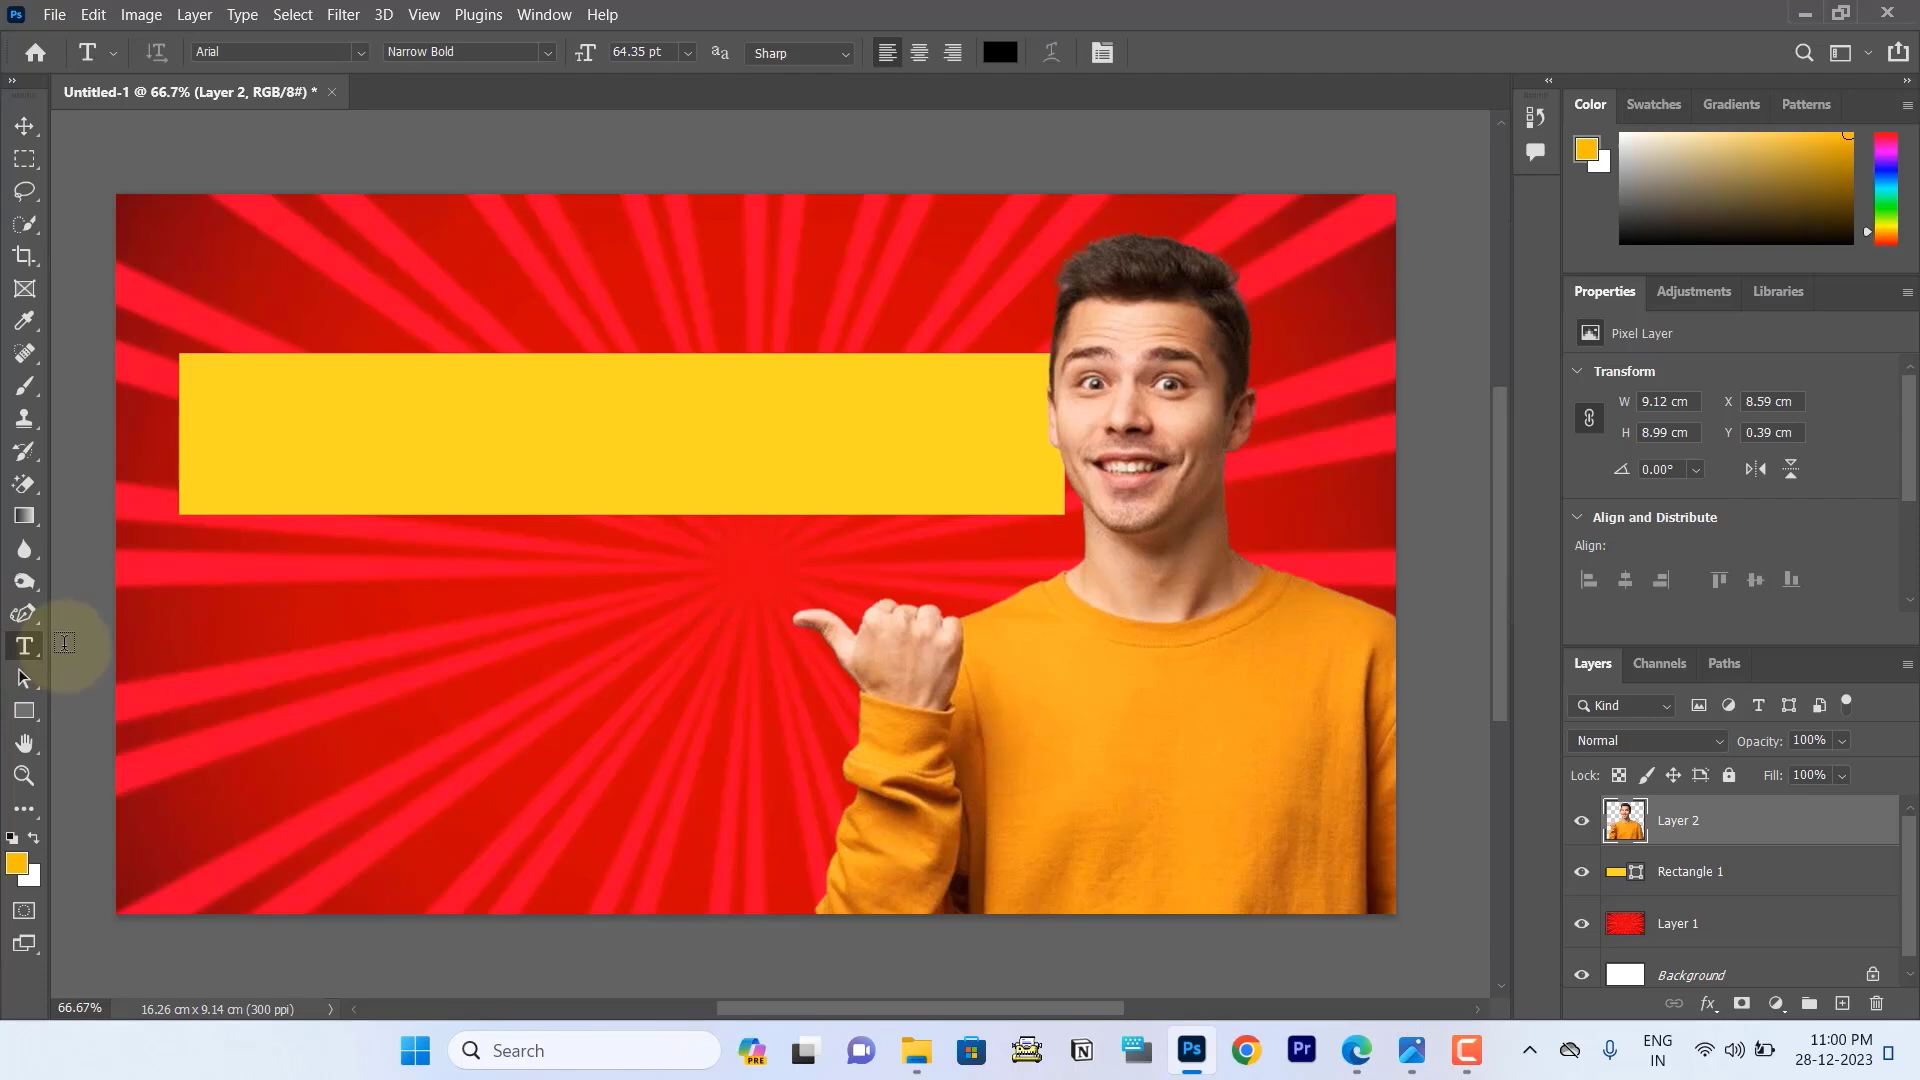 Ps File Edit Image Layer Type Select Filter 3D View Plugins Window Help
T Arial Narrow Bold 64.35 pt Sharp
Untitled-1 @ 66.7% (Layer 2, RGB/8#) *
Color Swatches Gradients Patterns
Properties Adjustments Libraries
Pixel Layer
Transform
W 9.12 cm X 8.59 cm
H 8.99 cm Y 0.39 cm
0.00°
Align and Distribute
Align:
Layers Channels Paths
Kind
Normal Opacity: 100%
Lock: Fill: 100%
Layer 2
Rectangle 1
Layer 1
Background
66.67% 16.26 cm x 9.14 cm (300 ppi)
Search PRE Ps Pr ENG IN 11:00 PM 28-12-2023